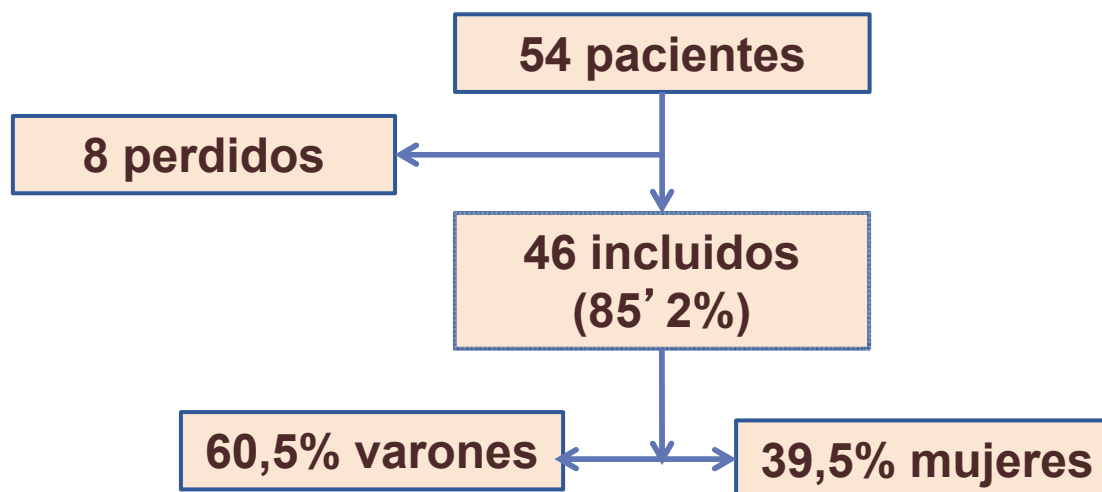 54 pacientes
8 perdidos
46 incluidos
(85’ 2%)
60,5% varones
39,5% mujeres